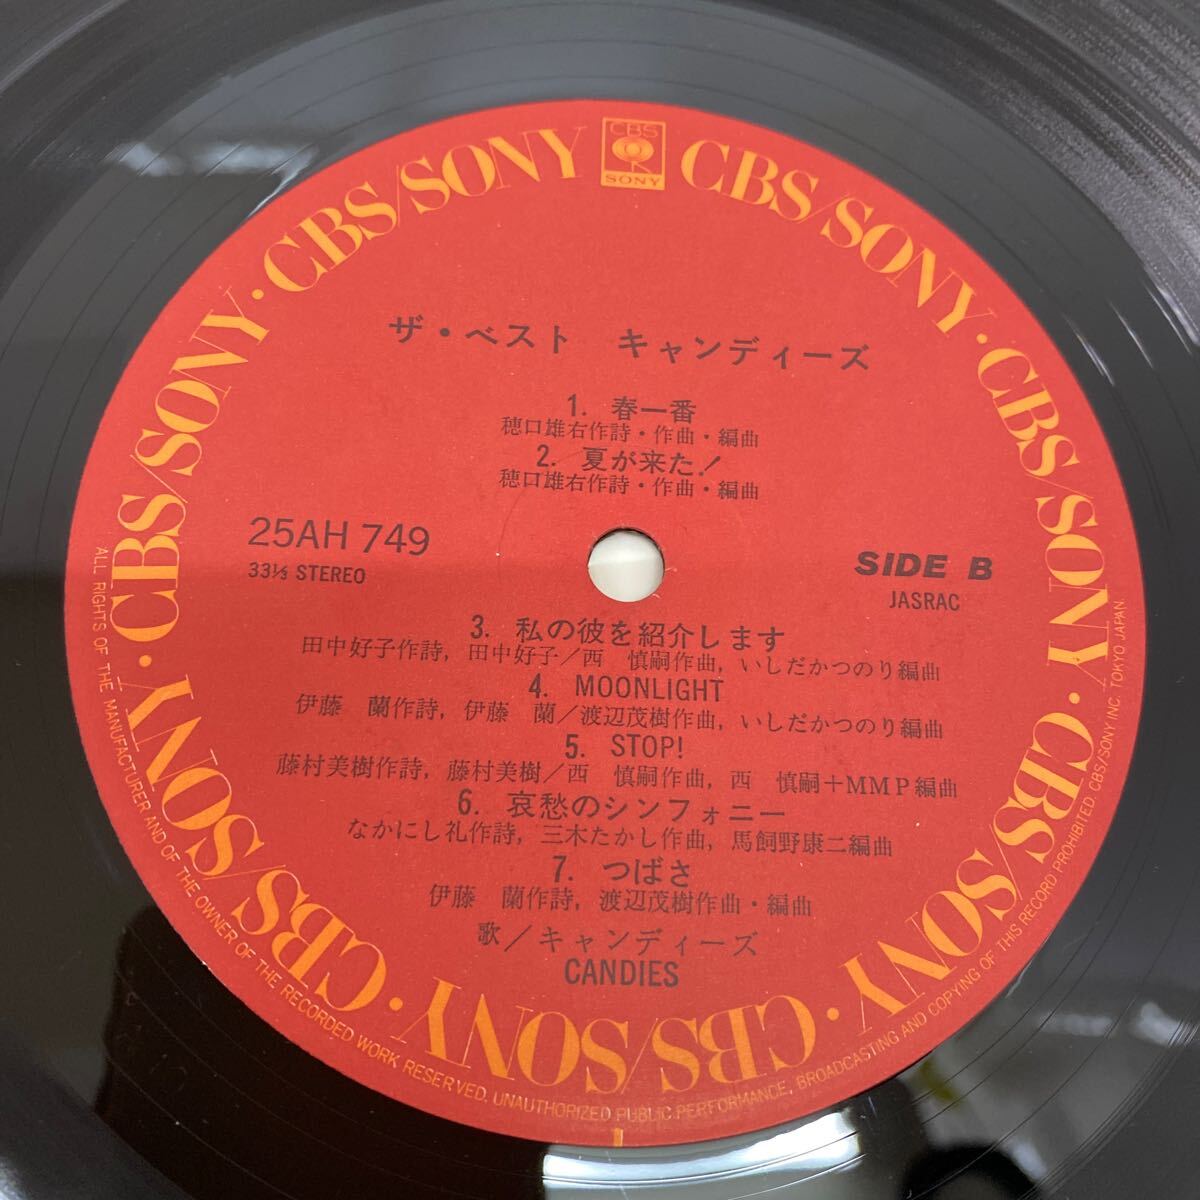 CBS
SONY
CBS/SONY · CBS/SONY · CBS/SONY · CBS/SONY · CBS/SONY · CBS/SONY · CBS/SONY · CBS/SONY
ザ・ベスト キャンディーズ
1. 春一番
穂口雄右作詩・作曲・編曲
2. 夏が来た!
穂口雄右作詩・作曲・編曲
25AH 749
33⅓ STEREO
SIDE B
JASRAC
3. 私の彼を紹介します
田中好子作詩, 田中好子/西 慎嗣作曲, いしだかつのり編曲
4. MOONLIGHT
伊藤 蘭作詩, 伊藤 蘭/渡辺茂樹作曲, いしだかつのり編曲
5. STOP!
藤村美樹作詩, 藤村美樹/西 慎嗣作曲, 西 慎嗣+MMP編曲
6. 哀愁のシンフォニー
なかにし礼作詩, 三木たかし作曲, 馬飼野康二編曲
7. つばさ
伊藤 蘭作詩, 渡辺茂樹作曲・編曲
歌/キャンディーズ
CANDIES
ALL RIGHTS OF THE MANUFACTURER AND OF THE OWNER OF THE RECORDED WORK RESERVED. UNAUTHORIZED PUBLIC PERFORMANCE, BROADCASTING AND COPYING OF THIS RECORD PROHIBITED. CBS/SONY INC. TOKYO JAPAN.